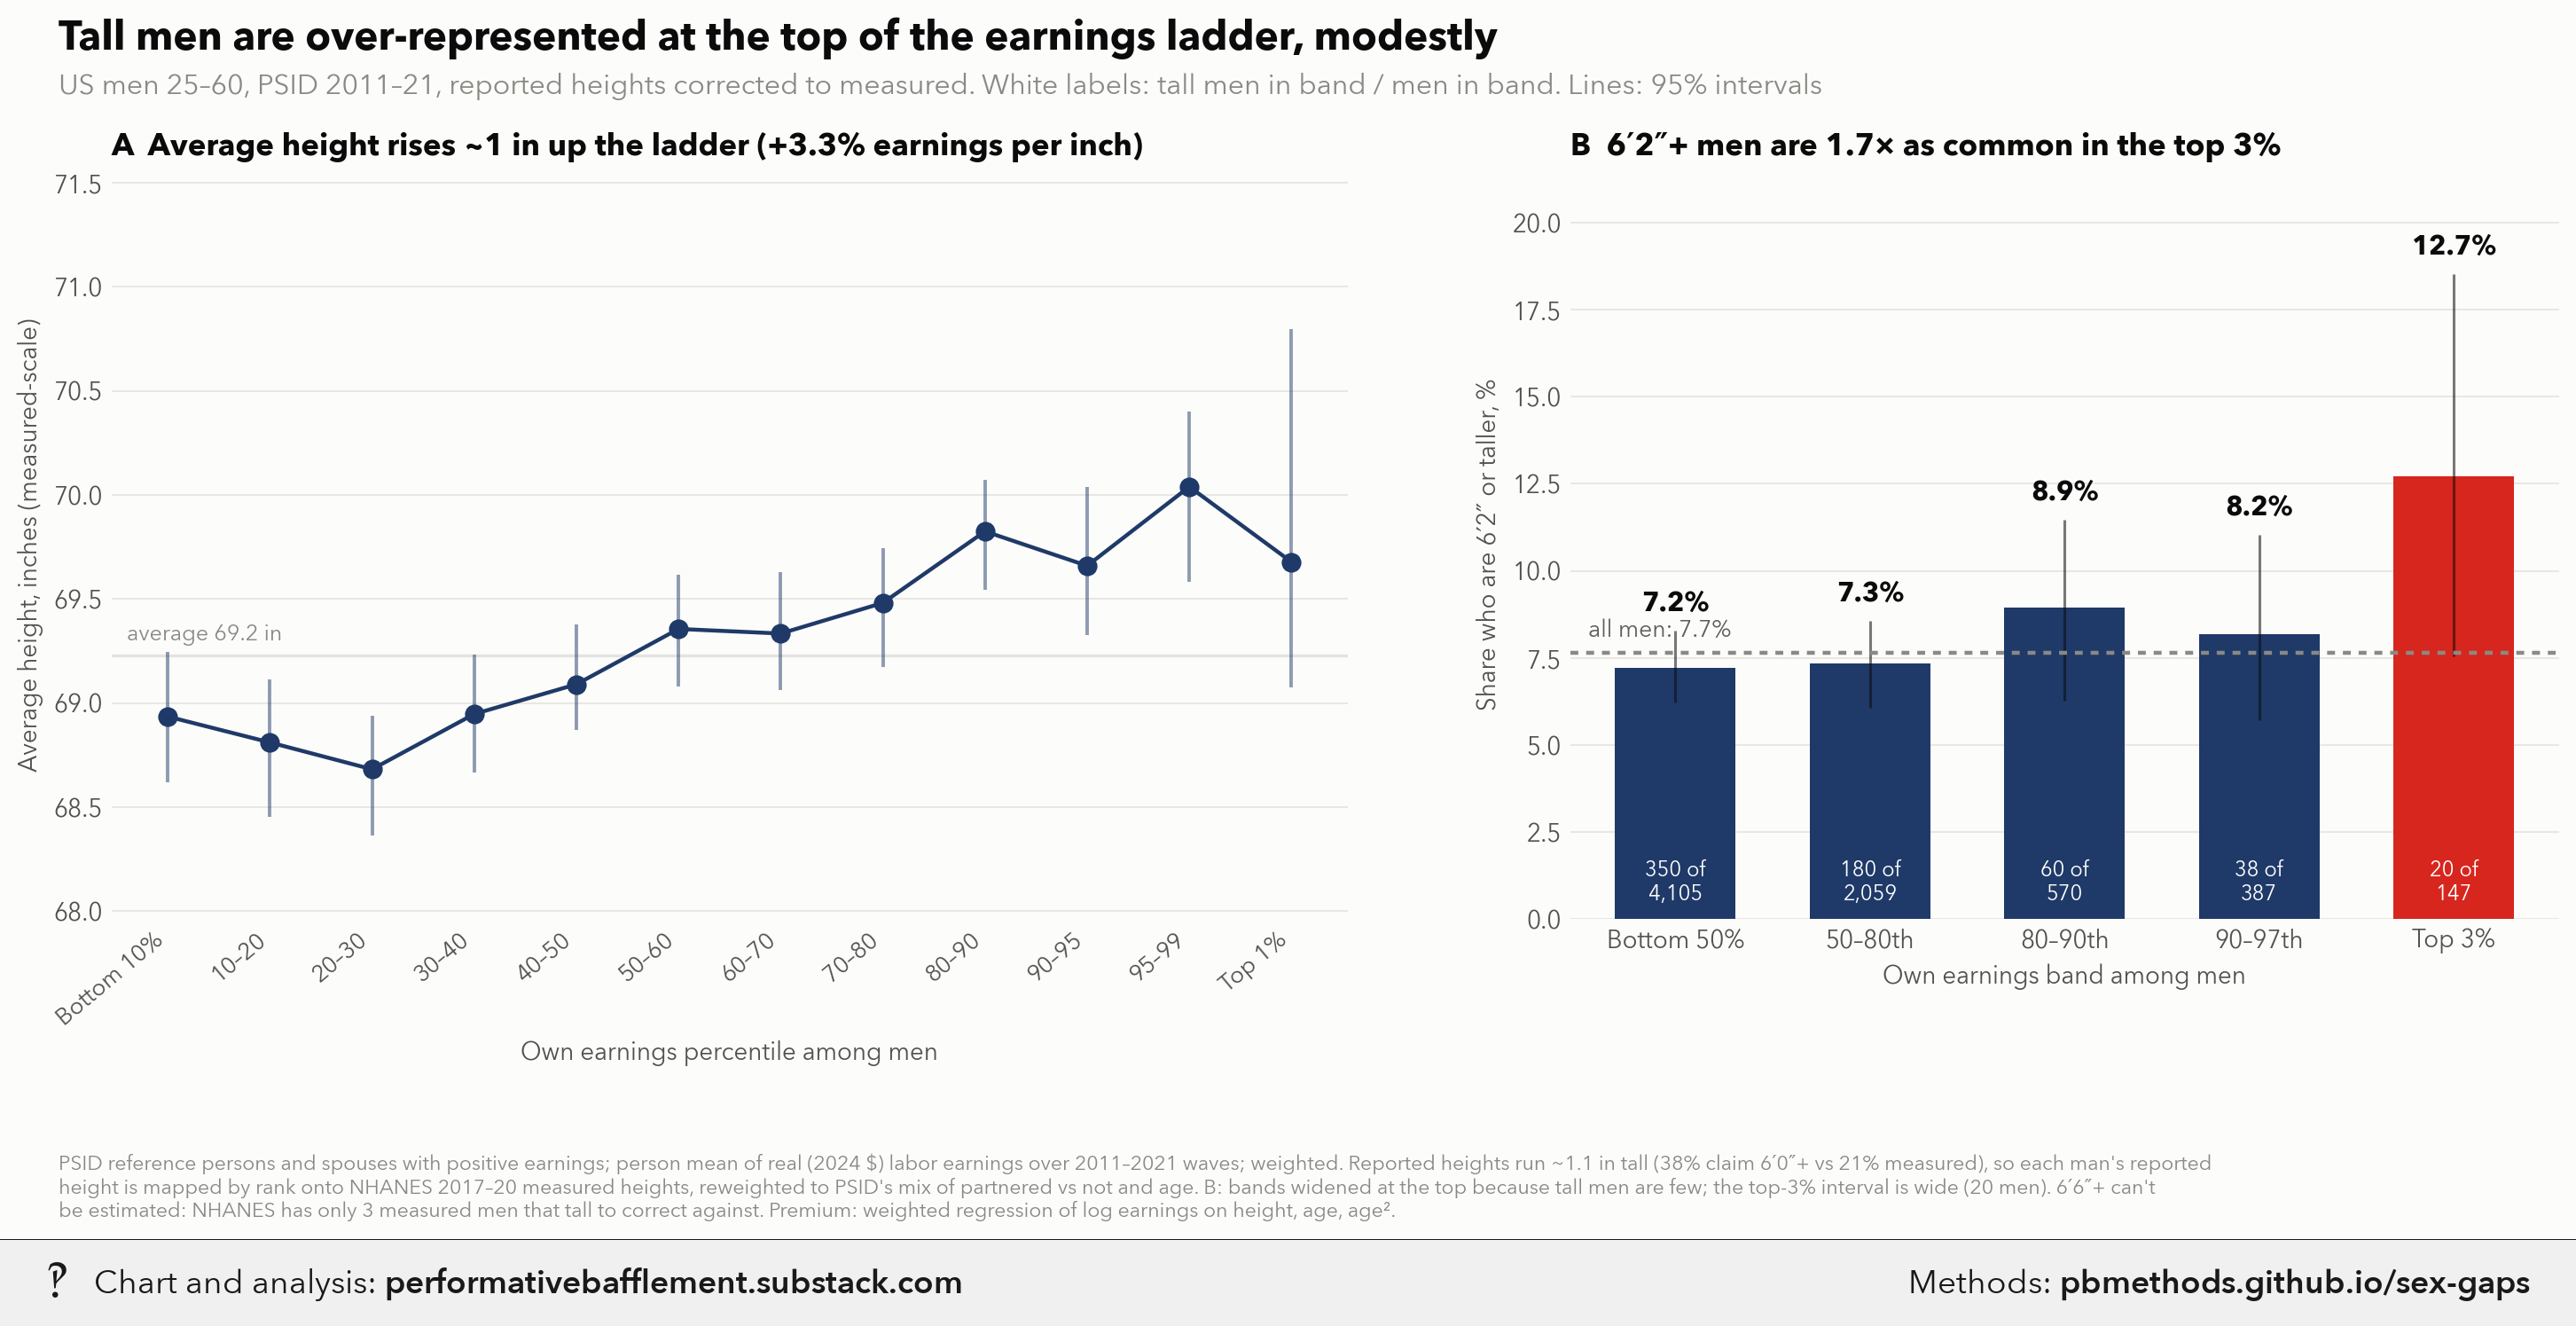 Tall men are over-represented at the top of the earnings ladder, modestly
US men 25–60, PSID 2011–21, reported heights corrected to measured. White labels: tall men in band / men in band. Lines: 95% intervals
A Average height rises ~1 in up the ladder (+3.3% earnings per inch)
71.5
71.0
70.5
70.0
69.5
69.0
68.5
68.0
Average height, inches (measured-scale)
average 69.2 in
Bottom 10%
10–20
20–30
30–40
40–50
50–60
60–70
70–80
80–90
90–95
95–99
Top 1%
Own earnings percentile among men
B 6′2″+ men are 1.7× as common in the top 3%
20.0
17.5
15.0
12.5
10.0
7.5
5.0
2.5
0.0
Share who are 6′2″ or taller, %
7.2%
7.3%
8.9%
8.2%
12.7%
all men: 7.7%
350 of
4,105
180 of
2,059
60 of
570
38 of
387
20 of
147
Bottom 50%
50–80th
80–90th
90–97th
Top 3%
Own earnings band among men
PSID reference persons and spouses with positive earnings; person mean of real (2024 $) labor earnings over 2011–2021 waves; weighted. Reported heights run ~1.1 in tall (38% claim 6′0″+ vs 21% measured), so each man's reported
height is mapped by rank onto NHANES 2017–20 measured heights, reweighted to PSID's mix of partnered vs not and age. B: bands widened at the top because tall men are few; the top-3% interval is wide (20 men). 6′6″+ can't
be estimated: NHANES has only 3 measured men that tall to correct against. Premium: weighted regression of log earnings on height, age, age².
‽ Chart and analysis: performativebafflement.substack.com
Methods: pbmethods.github.io/sex-gaps